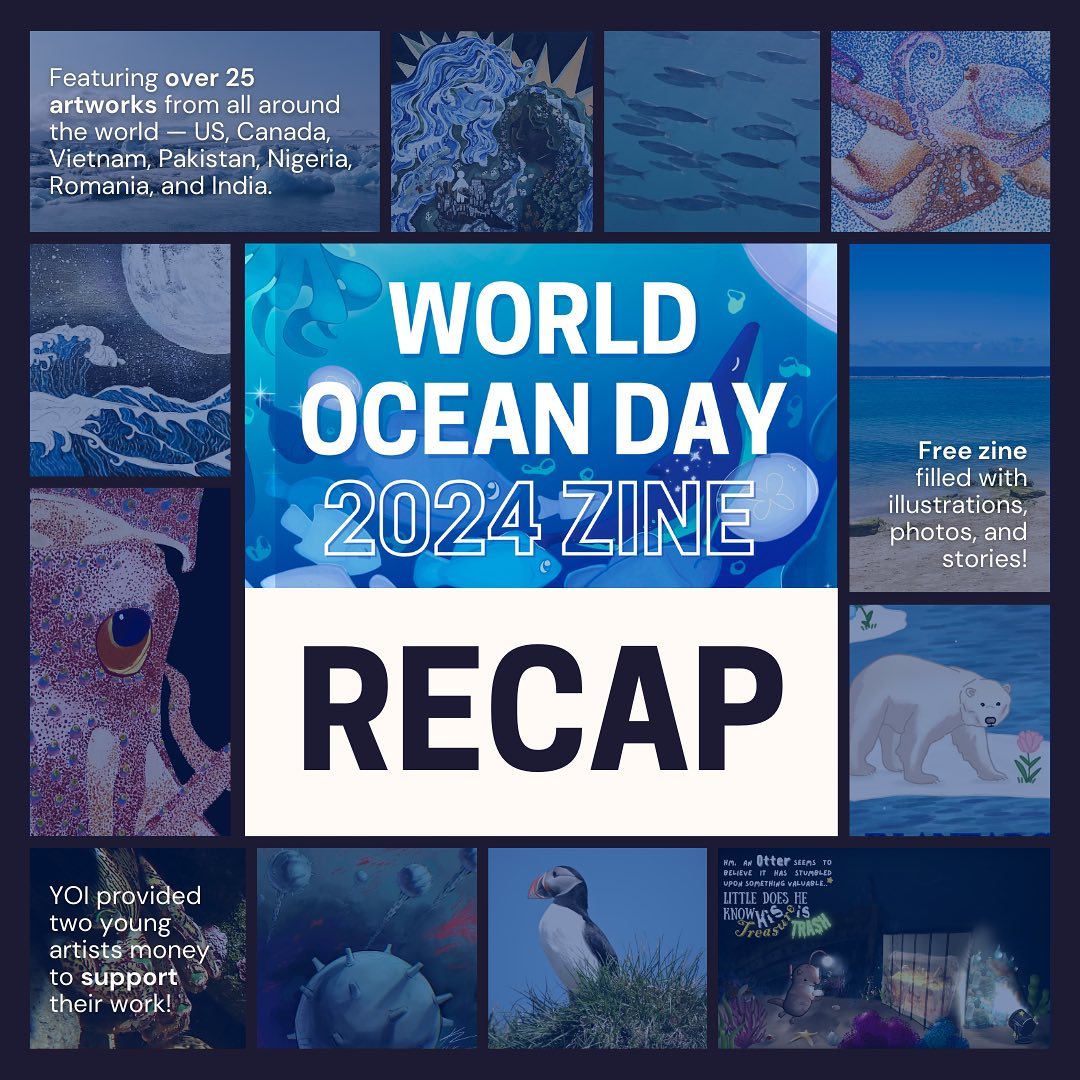 Featuring over 25
artworks from all around
the world — US, Canada,
Vietnam, Pakistan, Nigeria,
Romania, and India.
WORLD
OCEAN DAY
2024 ZINE
RECAP
Free zine
filled with
illustrations,
photos, and
stories!
YOI provided
two young
artists money
to support
their work!
HM, AN Otter SEEMS TO
BELIEVE IT HAS STUMBLED
UPON SOMETHING VALUABLE.
LITTLE DOES HE
KNOW HIS IS
Treasure TRASH